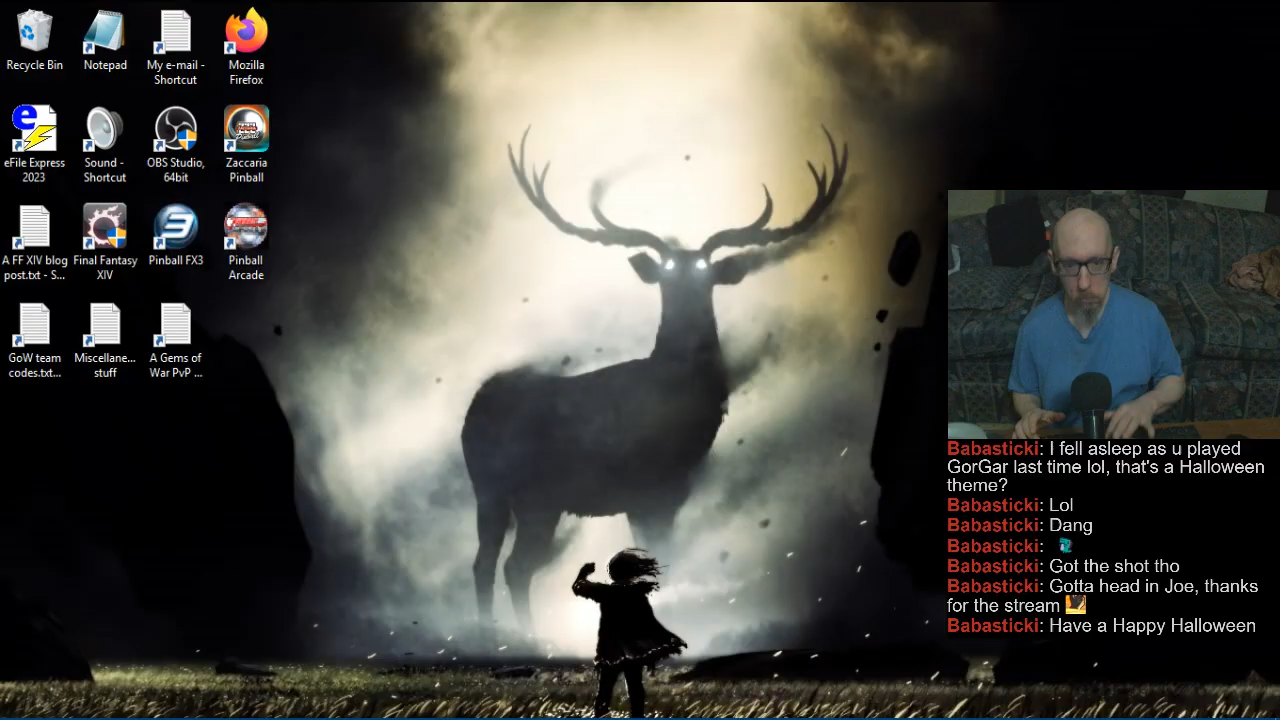 Recycle Bin
Notepad
My e-mail -
Shortcut
Mozilla
Firefox
eFile Express
2023
Sound -
Shortcut
OBS Studio,
64bit
Zaccaria
Pinball
A FF XIV blog
post.txt - S...
Final Fantasy
XIV
Pinball FX3
Pinball
Arcade
GoW team
codes.txt...
Miscellane...
stuff
A Gems of
War PvP ...
Babasticki: I fell asleep as u played
GorGar last time lol, that's a Halloween
theme?
Babasticki: Lol
Babasticki: Dang
Babasticki:
Babasticki: Got the shot tho
Babasticki: Gotta head in Joe, thanks
for the stream
Babasticki: Have a Happy Halloween